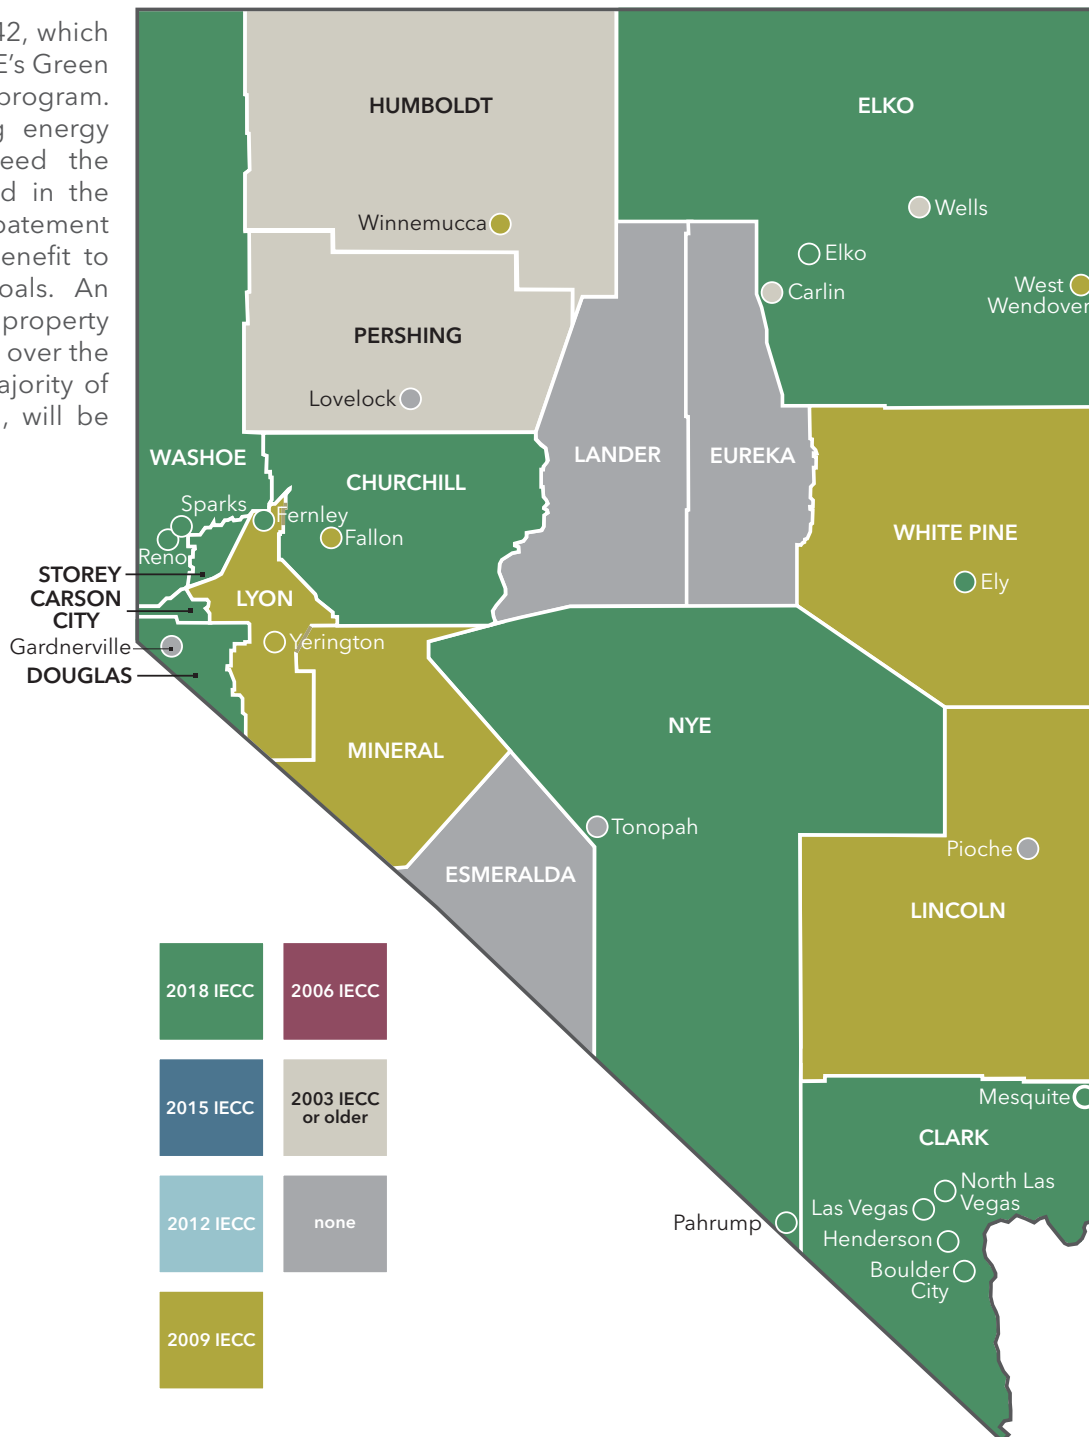 42, which
E’s Green
program.
energy
eed the
d in the
batement
enefit to
oals. An
property
over the
ajority of
, will be
HUMBOLDT
ELKO
Winnemucca
Wells
Elko
Carlin
West
Wendover
PERSHING
Lovelock
WASHOE
CHURCHILL
LANDER
EUREKA
Sparks
Fernley
Fallon
Reno
WHITE PINE
Ely
STOREY
CARSON
CITY
LYON
Gardnerville
Yerington
DOUGLAS
NYE
MINERAL
Tonopah
Pioche
ESMERALDA
LINCOLN
2018 IECC
2006 IECC
2015 IECC
2003 IECC
or older
2012 IECC
none
2009 IECC
Mesquite
CLARK
North Las
Vegas
Las Vegas
Pahrump
Henderson
Boulder
City